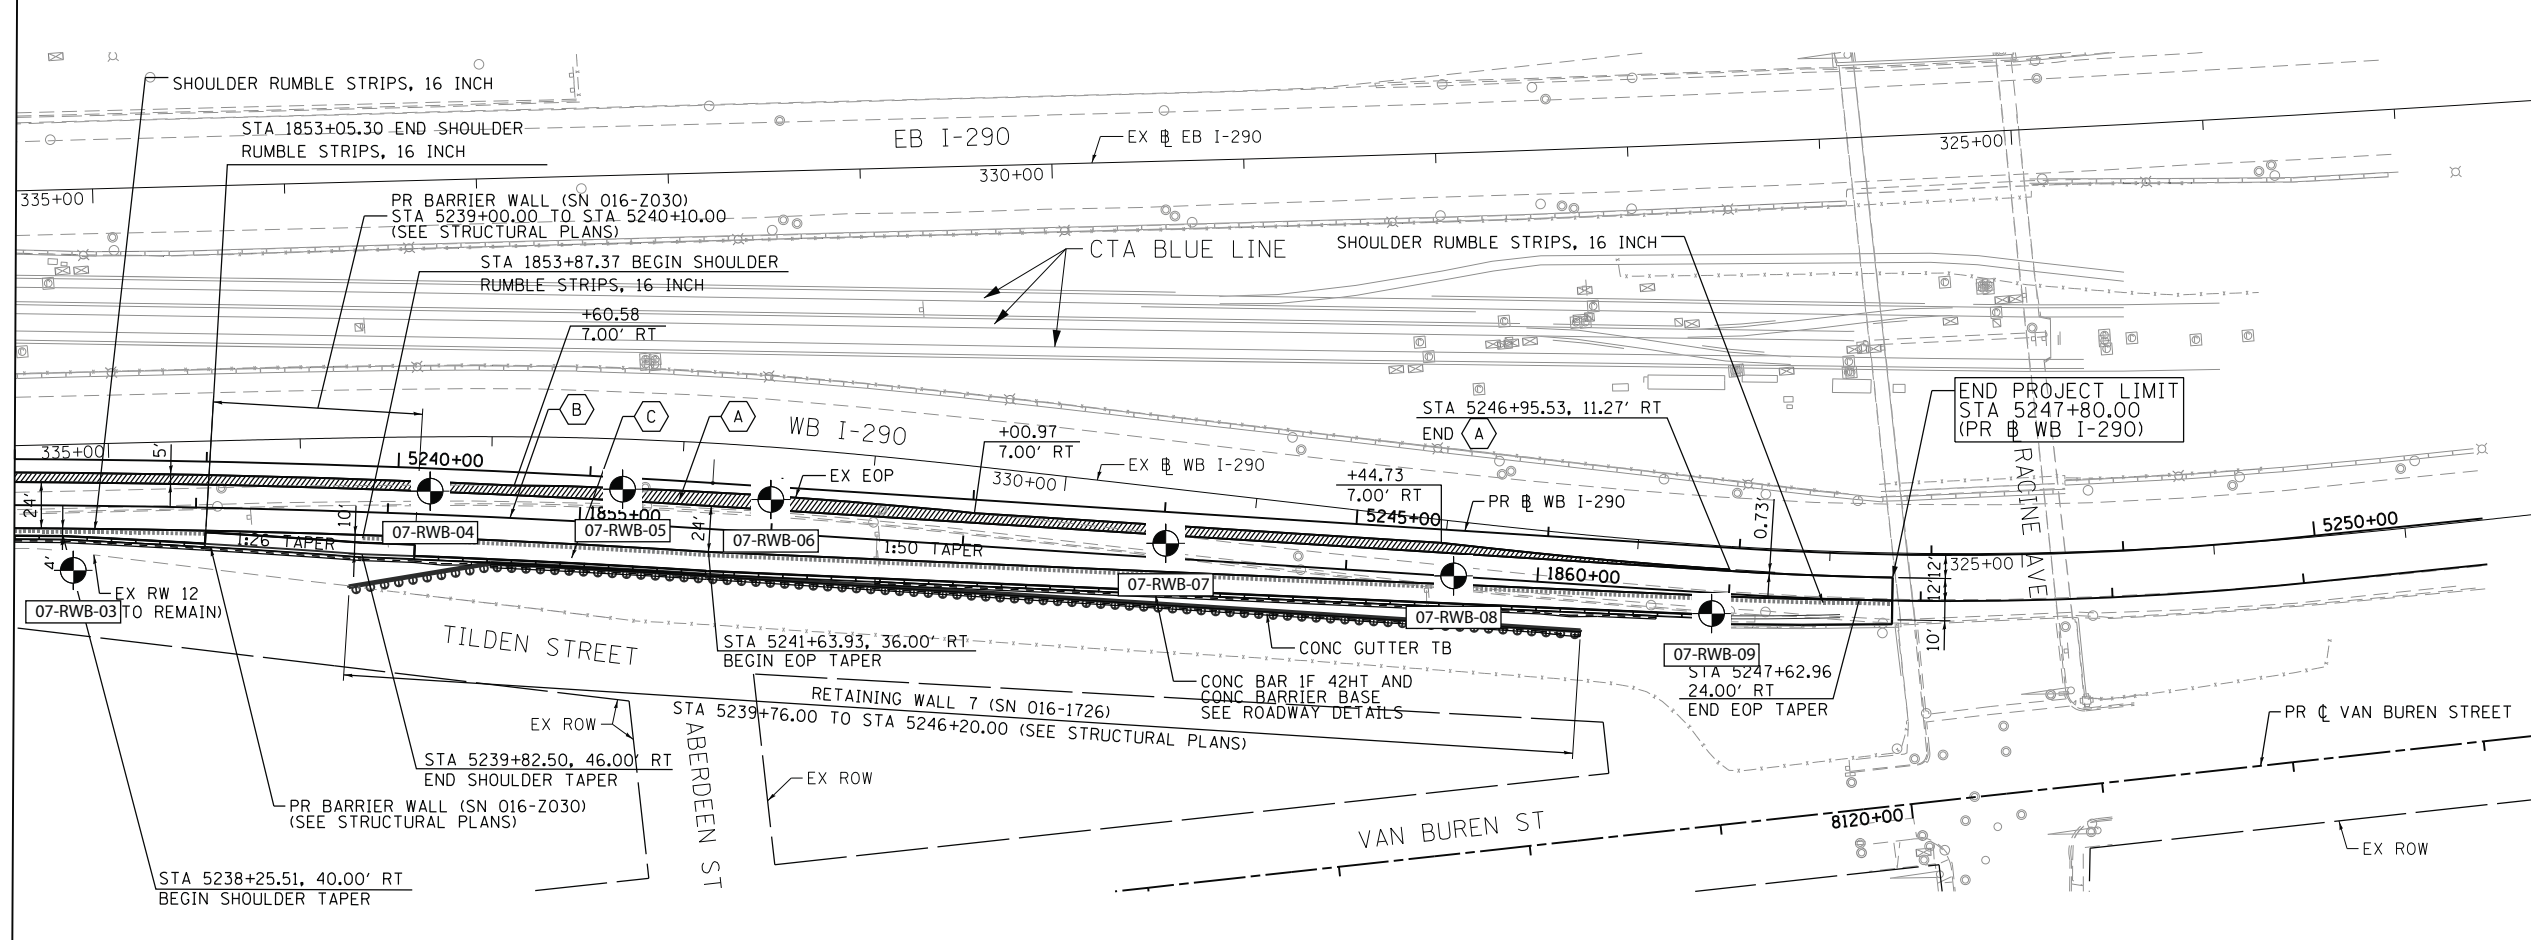 SHOULDER RUMBLE STRIPS, 16 INCH
STA 1853+05.30 END SHOULDER
RUMBLE STRIPS, 16 INCH
EB I-290
EX ⅊ EB I-290
325+00
330+00
335+00
PR BARRIER WALL (SN 016-Z030)
STA 5239+00.00 TO STA 5240+10.00
(SEE STRUCTURAL PLANS)
CTA BLUE LINE
SHOULDER RUMBLE STRIPS, 16 INCH
STA 1853+87.37 BEGIN SHOULDER
RUMBLE STRIPS, 16 INCH
+60.58
7.00' RT
B
C
A
WB I-290
STA 5246+95.53, 11.27' RT
END A
END PROJECT LIMIT
STA 5247+80.00
(PR ⅊ WB I-290)
+00.97
7.00' RT
EX ⅊ WB I-290
335+00
5'
5240+00
EX EOP
330+00
+44.73
7.00' RT
PR ⅊ WB I-290
RACINE AVE
24'
10'
1855+00
24'
5245+00
0.73'
5250+00
07-RWB-04
07-RWB-05
07-RWB-06
1:26 TAPER
1:50 TAPER
4'
07-RWB-07
1860+00
12'
12'
10'
325+00
EX RW 12
07-RWB-03
TO REMAIN)
07-RWB-08
TILDEN STREET
STA 5241+63.93, 36.00' RT
BEGIN EOP TAPER
CONC GUTTER TB
07-RWB-09
STA 5247+62.96
24.00' RT
END EOP TAPER
CONC BAR 1F 42HT AND
CONC BARRIER BASE
SEE ROADWAY DETAILS
RETAINING WALL 7 (SN 016-1726)
STA 5239+76.00 TO STA 5246+20.00 (SEE STRUCTURAL PLANS)
EX ROW
ABERDEEN ST
PR ℄ VAN BUREN STREET
STA 5239+82.50, 46.00' RT
END SHOULDER TAPER
EX ROW
PR BARRIER WALL (SN 016-Z030)
(SEE STRUCTURAL PLANS)
VAN BUREN ST
8120+00
EX ROW
STA 5238+25.51, 40.00' RT
BEGIN SHOULDER TAPER